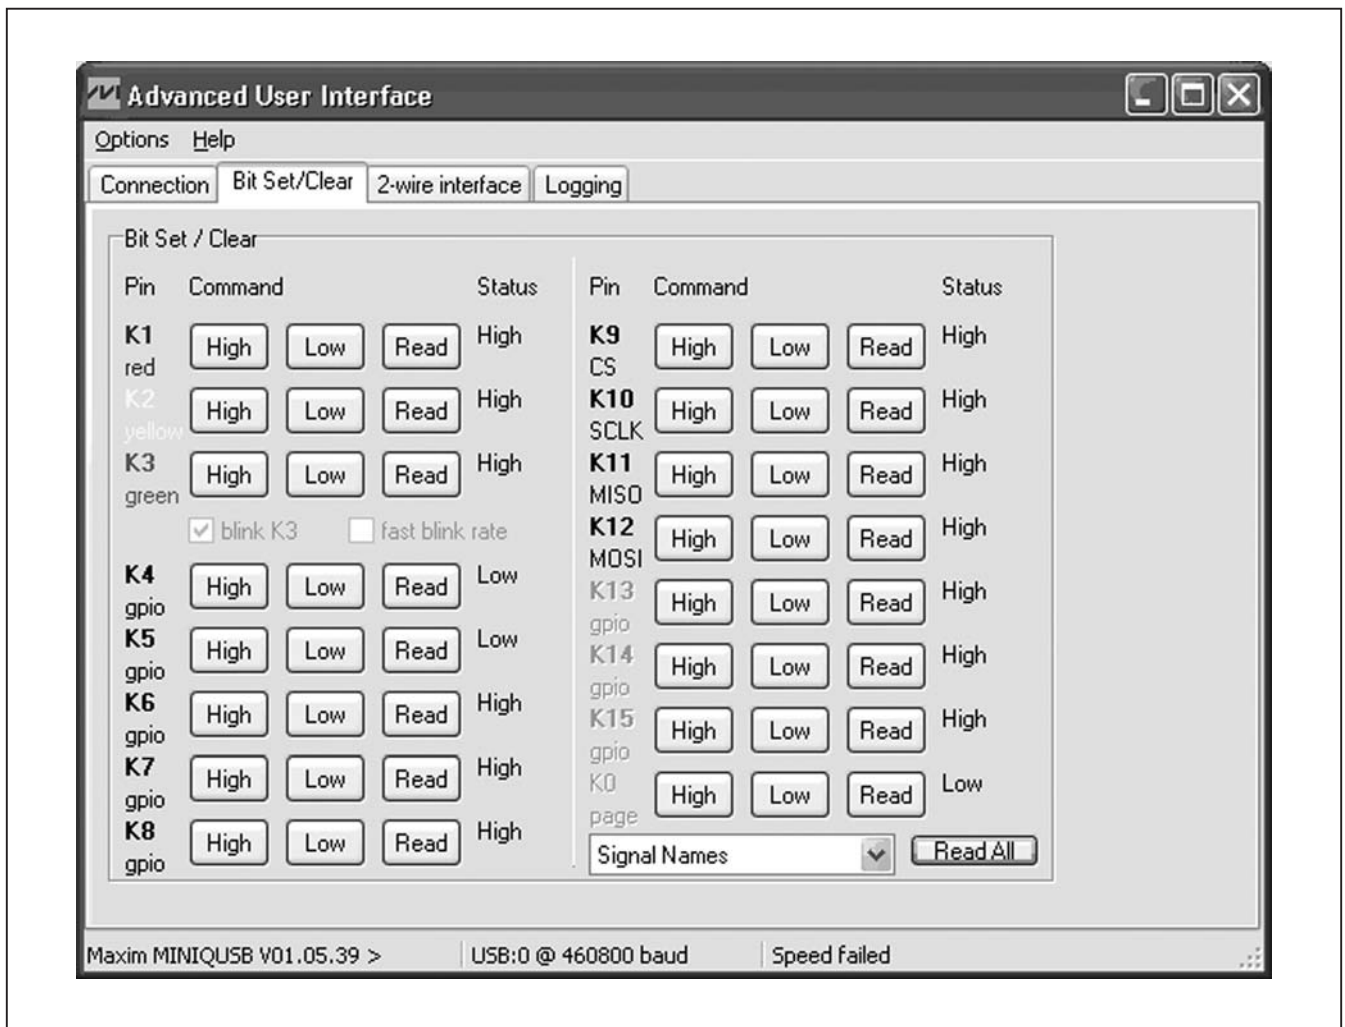 Advanced User Interface
Options Help
Connection Bit Set/Clear 2-wire interface Logging
Bit Set / Clear
Pin Command Status Pin Command Status
K1 High Low Read High K9 High Low Read High
red CS
K2 High Low Read High K10 High Low Read High
yellow SCLK
K3 High Low Read High K11 High Low Read High
green MISO
blink K3 fast blink rate K12 High Low Read High
MOSI
K4 High Low Read Low K13 High Low Read High
gpio gpio
K5 High Low Read Low K14 High Low Read High
gpio gpio
K6 High Low Read High K15 High Low Read High
gpio gpio
K7 High Low Read High K0 High Low Read Low
gpio page
K8 High Low Read High Signal Names Read All
gpio
Maxim MINIQUSB V01.05.39 > USB:0 @ 460800 baud Speed failed